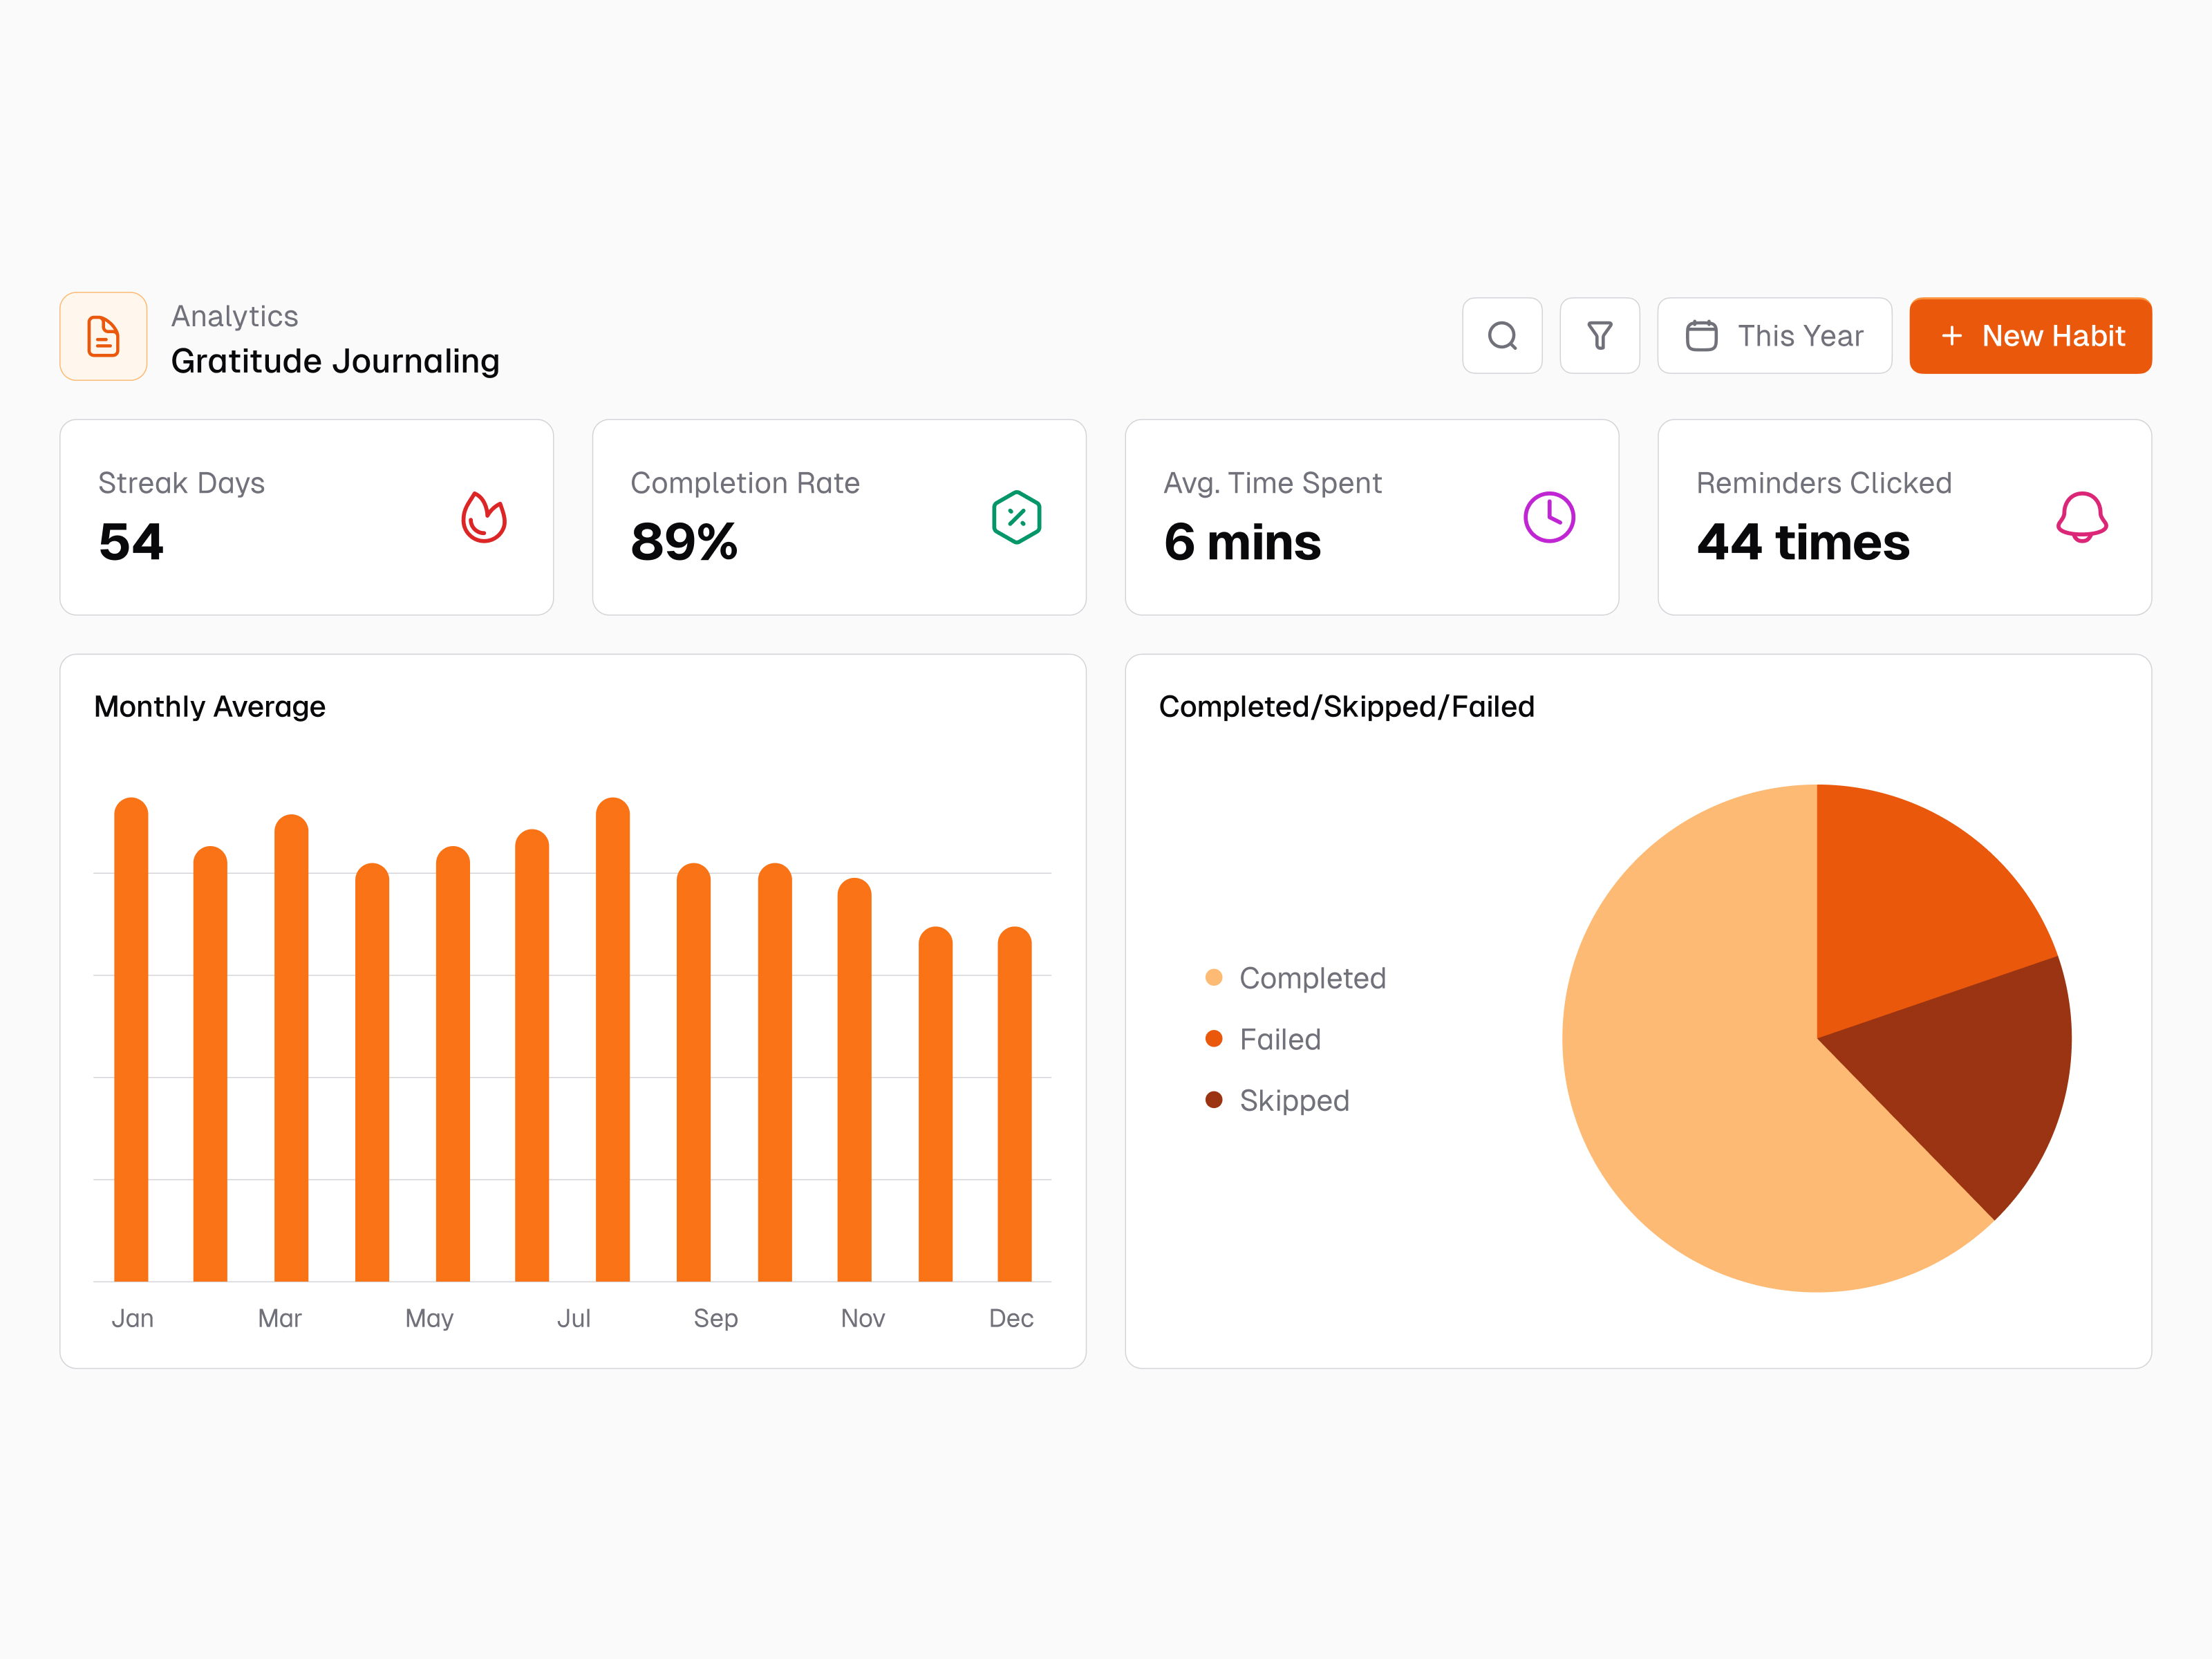 Analytics
Gratitude Journaling
This Year
New Habit
Streak Days
54
Completion Rate
89%
Avg. Time Spent
6 mins
Reminders Clicked
44 times
Monthly Average
Jan Mar May Jul Sep Nov Dec
Completed/Skipped/Failed
Completed
Failed
Skipped